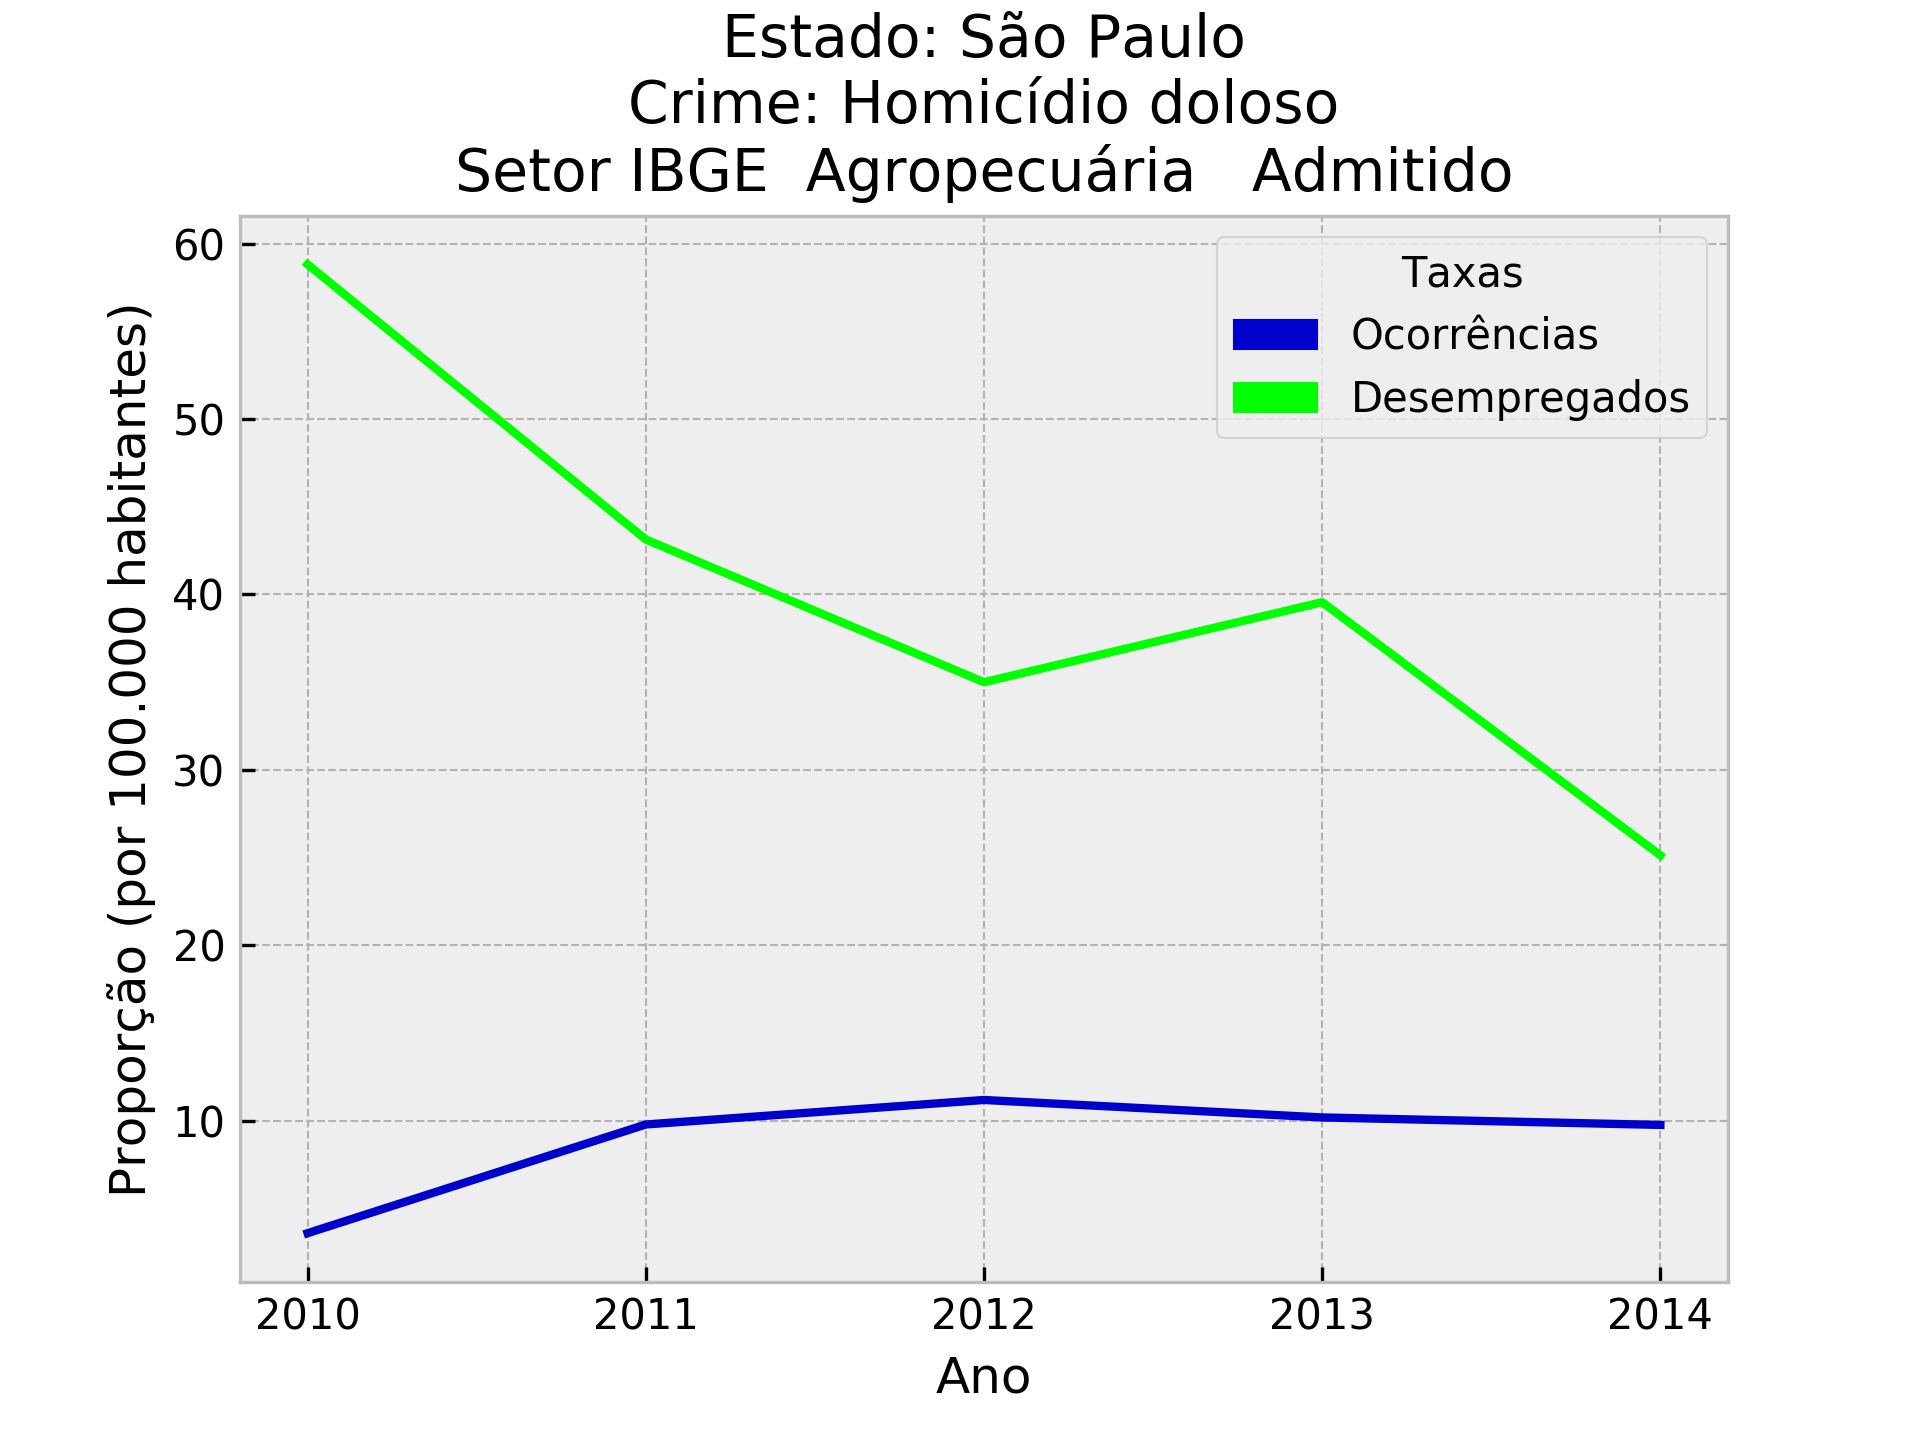 Estado: São Paulo
Crime: Homicídio doloso
Setor IBGE  Agropecuária   Admitido
Taxas
Ocorrências
Desempregados
Proporção (por 100.000 habitantes)
60
50
40
30
20
10
2010 2011 2012 2013 2014
Ano